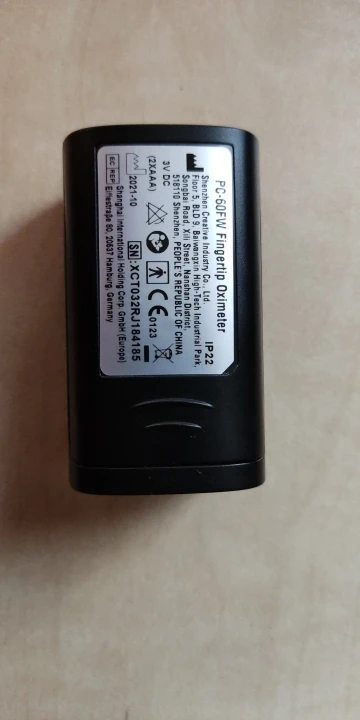 PC-60FW Fingertip Oximeter
IP22
Shenzhen Creative Industry Co., Ltd.
Floor 5, BLD 9, Baiwangxin High-Tech Industrial Park,
Songbai Road, Xili Street, Nanshan District,
518110 Shenzhen, PEOPLE'S REPUBLIC OF CHINA
3V DC
(2XAAA)
CE0123
2021-10
SN:XCT032RJ184185
EC REP
Shanghai International Holding Corp. GmbH (Europe)
Eiffestraße 80, 20537 Hamburg, Germany